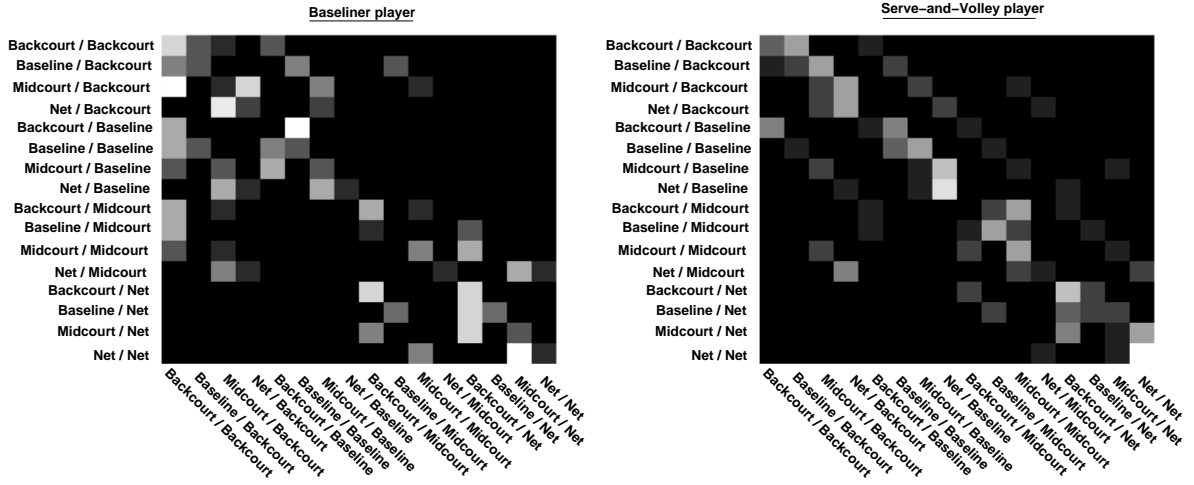 Baseliner player
Backcourt / Backcourt
Baseline / Backcourt
Midcourt / Backcourt
Net / Backcourt
Backcourt / Baseline
Baseline / Baseline
Midcourt / Baseline
Net / Baseline
Backcourt / Midcourt
Baseline / Midcourt
Midcourt / Midcourt
Net / Midcourt
Backcourt / Net
Baseline / Net
Midcourt / Net
Net / Net
Backcourt / Backcourt
Baseline / Backcourt
Midcourt / Backcourt
Net / Backcourt
Backcourt / Baseline
Baseline / Baseline
Midcourt / Baseline
Net / Baseline
Backcourt / Midcourt
Baseline / Midcourt
Midcourt / Midcourt
Net / Midcourt
Backcourt / Net
Baseline / Net
Midcourt / Net
Net / Net
Serve-and-Volley player
Backcourt / Backcourt
Baseline / Backcourt
Midcourt / Backcourt
Net / Backcourt
Backcourt / Baseline
Baseline / Baseline
Midcourt / Baseline
Net / Baseline
Backcourt / Midcourt
Baseline / Midcourt
Midcourt / Midcourt
Net / Midcourt
Backcourt / Net
Baseline / Net
Midcourt / Net
Net / Net
Backcourt / Backcourt
Baseline / Backcourt
Midcourt / Backcourt
Net / Backcourt
Backcourt / Baseline
Baseline / Baseline
Midcourt / Baseline
Net / Baseline
Backcourt / Midcourt
Baseline / Midcourt
Midcourt / Midcourt
Net / Midcourt
Backcourt / Net
Baseline / Net
Midcourt / Net
Net / Net